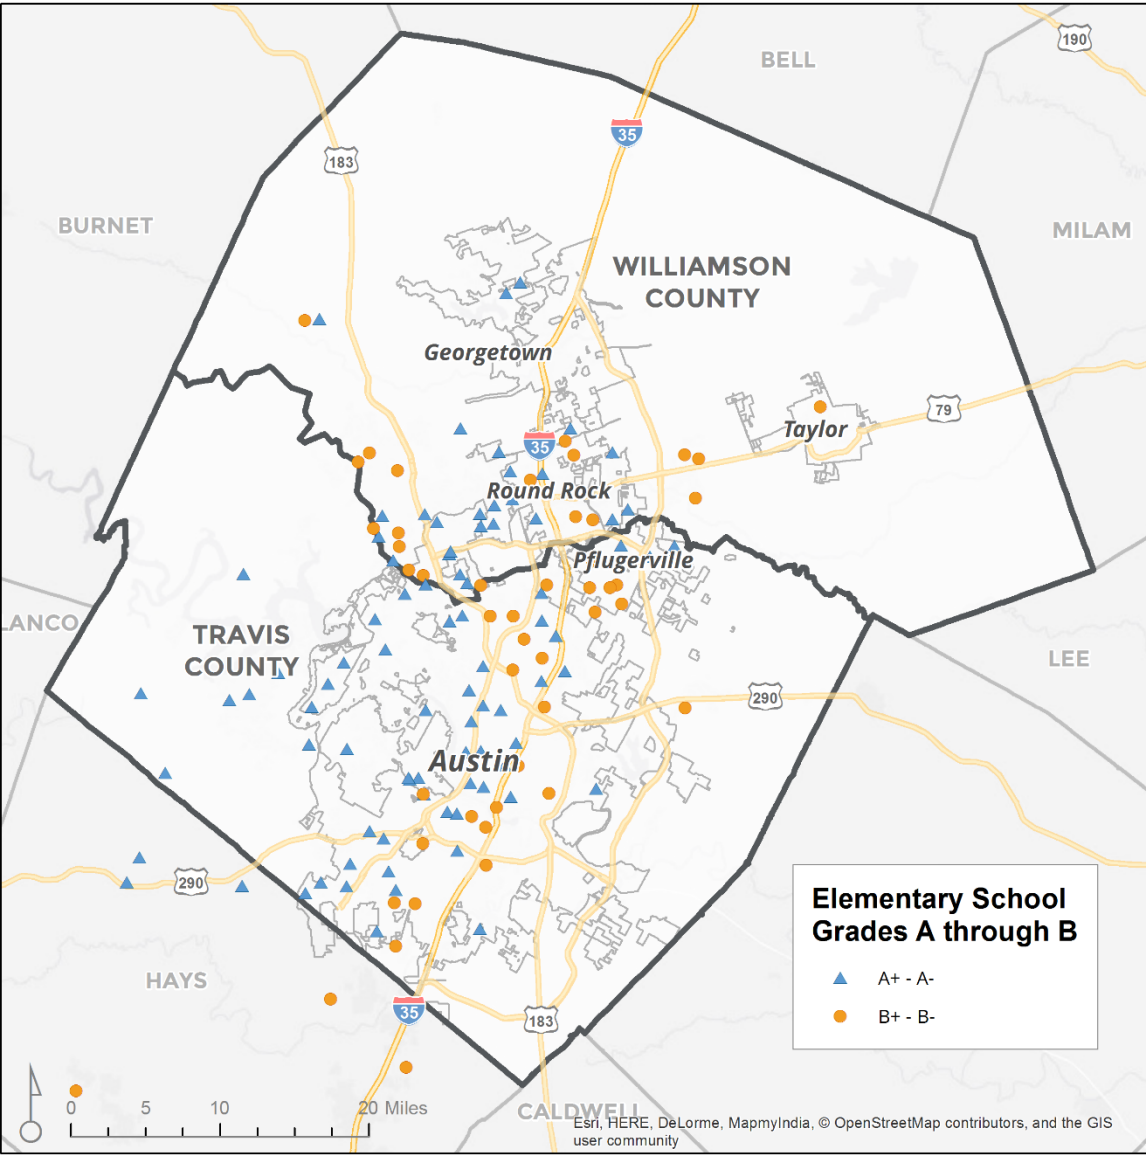 190
BELL
35
183
BURNET
MILAM
WILLIAMSON
COUNTY
Georgetown
79
Taylor
35
Round Rock
Pflugerville
LANCO
TRAVIS
COUNTY
LEE
290
Austin
290
Elementary School
Grades A through B
A+ - A-
B+ - B-
HAYS
35
183
0 5 10 20 Miles
CALDWELL
Esri, HERE, DeLorme, MapmyIndia, © OpenStreetMap contributors, and the GIS
user community